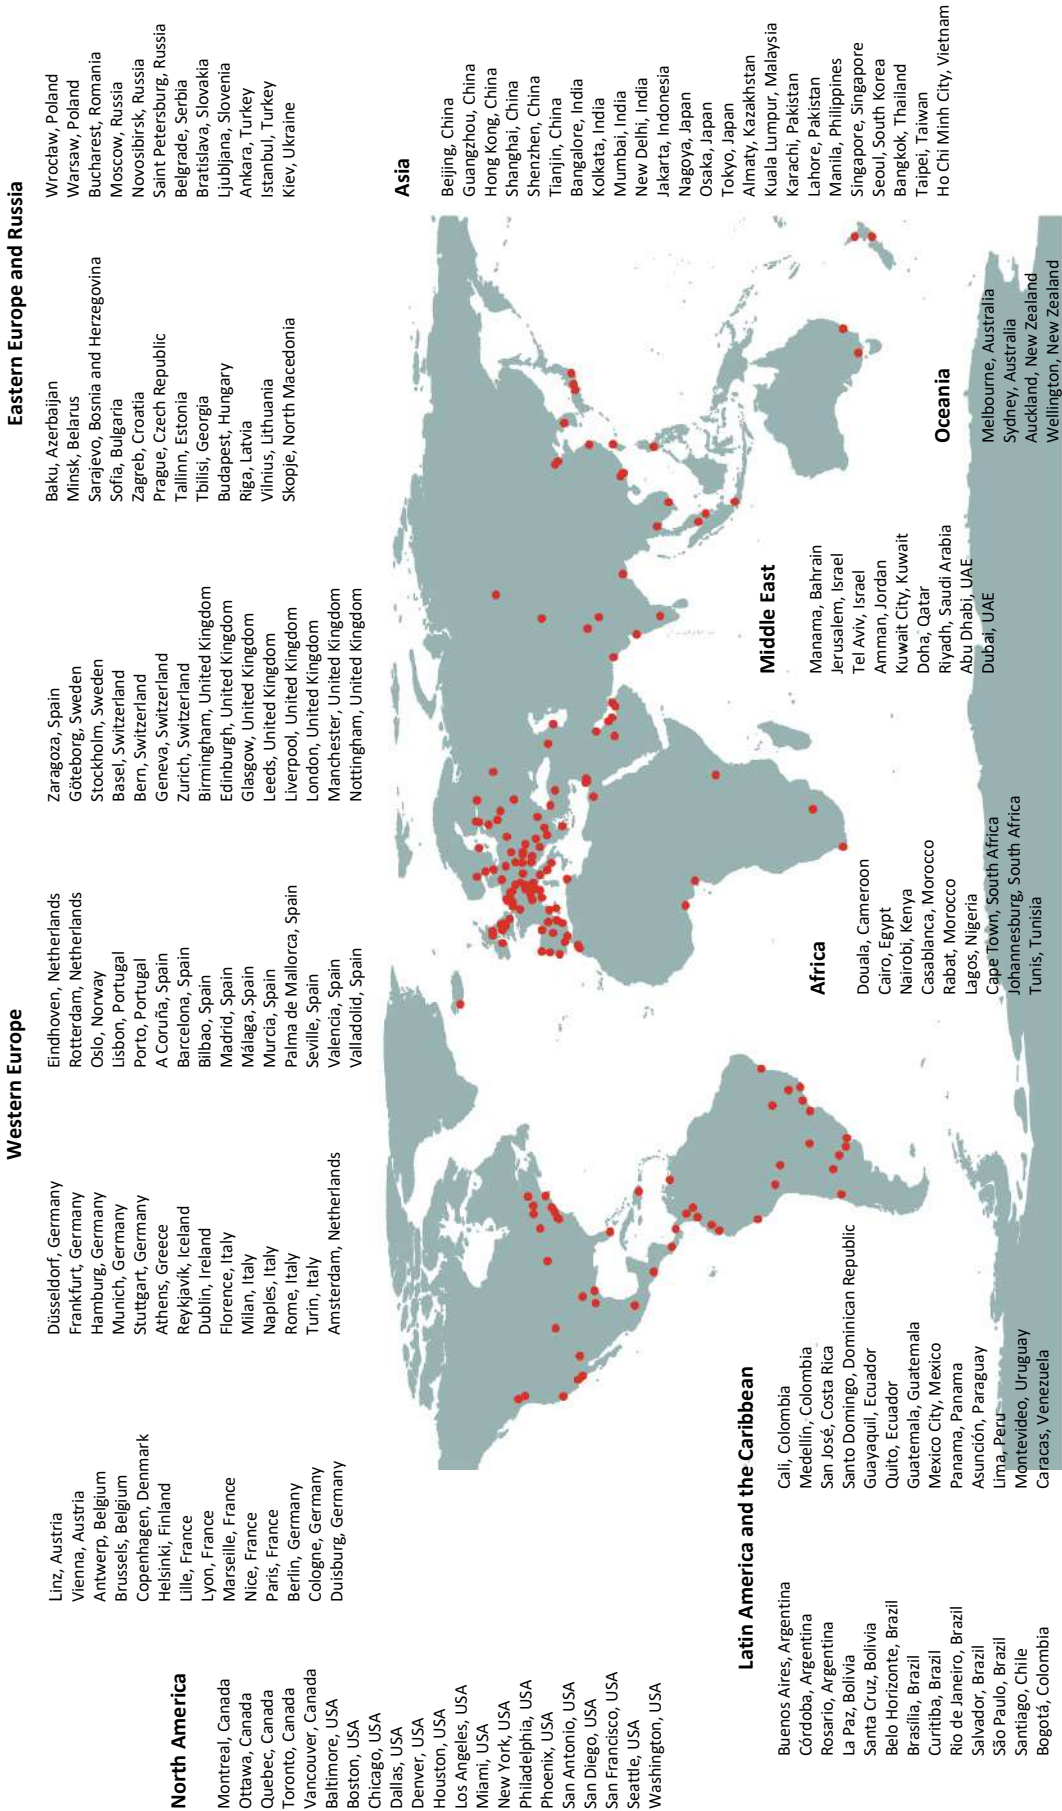 North America
Montreal, Canada
Ottawa, Canada
Quebec, Canada
Toronto, Canada
Vancouver, Canada
Baltimore, USA
Boston, USA
Chicago, USA
Dallas, USA
Denver, USA
Houston, USA
Los Angeles, USA
Miami, USA
New York, USA
Philadelphia, USA
Phoenix, USA
San Antonio, USA
San Diego, USA
San Francisco, USA
Seattle, USA
Washington, USA
Western Europe
Linz, Austria
Vienna, Austria
Antwerp, Belgium
Brussels, Belgium
Copenhagen, Denmark
Helsinki, Finland
Lille, France
Lyon, France
Marseille, France
Nice, France
Paris, France
Berlin, Germany
Cologne, Germany
Duisburg, Germany
Düsseldorf, Germany
Frankfurt, Germany
Hamburg, Germany
Munich, Germany
Stuttgart, Germany
Athens, Greece
Reykjavík, Iceland
Dublin, Ireland
Florence, Italy
Milan, Italy
Naples, Italy
Rome, Italy
Turin, Italy
Amsterdam, Netherlands
Eindhoven, Netherlands
Rotterdam, Netherlands
Oslo, Norway
Lisbon, Portugal
Porto, Portugal
A Coruña, Spain
Barcelona, Spain
Bilbao, Spain
Madrid, Spain
Málaga, Spain
Murcia, Spain
Palma de Mallorca, Spain
Seville, Spain
Valencia, Spain
Valladolid, Spain
Zaragoza, Spain
Göteborg, Sweden
Stockholm, Sweden
Basel, Switzerland
Bern, Switzerland
Geneva, Switzerland
Zurich, Switzerland
Birmingham, United Kingdom
Edinburgh, United Kingdom
Glasgow, United Kingdom
Leeds, United Kingdom
Liverpool, United Kingdom
London, United Kingdom
Manchester, United Kingdom
Nottingham, United Kingdom
Eastern Europe and Russia
Baku, Azerbaijan
Minsk, Belarus
Sarajevo, Bosnia and Herzegovina
Sofia, Bulgaria
Zagreb, Croatia
Prague, Czech Republic
Tallinn, Estonia
Tbilisi, Georgia
Budapest, Hungary
Riga, Latvia
Vilnius, Lithuania
Skopje, North Macedonia
Wrocław, Poland
Warsaw, Poland
Bucharest, Romania
Moscow, Russia
Novosibirsk, Russia
Saint Petersburg, Russia
Belgrade, Serbia
Bratislava, Slovakia
Ljubljana, Slovenia
Ankara, Turkey
Istanbul, Turkey
Kiev, Ukraine
Asia
Beijing, China
Guangzhou, China
Hong Kong, China
Shanghai, China
Shenzhen, China
Tianjin, China
Bangalore, India
Kolkata, India
Mumbai, India
New Delhi, India
Jakarta, Indonesia
Nagoya, Japan
Osaka, Japan
Tokyo, Japan
Almaty, Kazakhstan
Kuala Lumpur, Malaysia
Karachi, Pakistan
Lahore, Pakistan
Manila, Philippines
Singapore, Singapore
Seoul, South Korea
Bangkok, Thailand
Taipei, Taiwan
Ho Chi Minh City, Vietnam
Latin America and the Caribbean
Buenos Aires, Argentina
Córdoba, Argentina
Rosario, Argentina
La Paz, Bolivia
Santa Cruz, Bolivia
Belo Horizonte, Brazil
Brasília, Brazil
Curitiba, Brazil
Rio de Janeiro, Brazil
Salvador, Brazil
São Paulo, Brazil
Santiago, Chile
Bogotá, Colombia
Cali, Colombia
Medellín, Colombia
San José, Costa Rica
Santo Domingo, Dominican Republic
Guayaquil, Ecuador
Quito, Ecuador
Guatemala, Guatemala
Mexico City, Mexico
Panama, Panama
Asunción, Paraguay
Lima, Peru
Montevideo, Uruguay
Caracas, Venezuela
Africa
Douala, Cameroon
Cairo, Egypt
Nairobi, Kenya
Casablanca, Morocco
Rabat, Morocco
Lagos, Nigeria
Cape Town, South Africa
Johannesburg, South Africa
Tunis, Tunisia
Middle East
Manama, Bahrain
Jerusalem, Israel
Tel Aviv, Israel
Amman, Jordan
Kuwait City, Kuwait
Doha, Qatar
Riyadh, Saudi Arabia
Abu Dhabi, UAE
Dubai, UAE
Oceania
Melbourne, Australia
Sydney, Australia
Auckland, New Zealand
Wellington, New Zealand